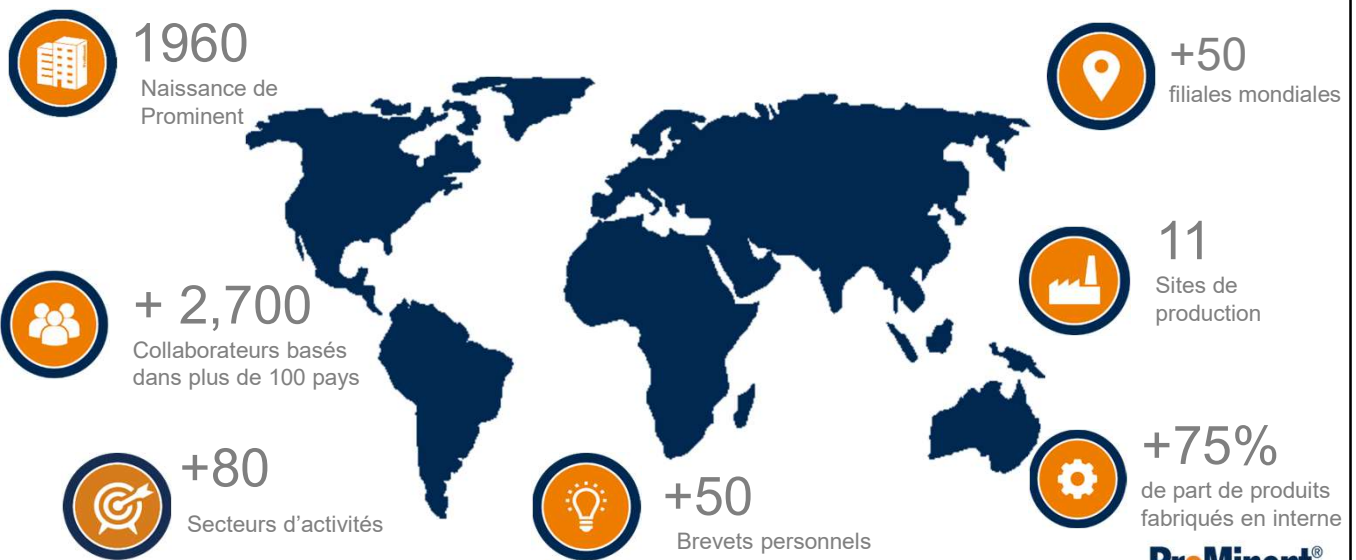 1960
Naissance de
Prominent
+50
filiales mondiales
11
Sites de
production
+ 2,700
Collaborateurs basés
dans plus de 100 pays
+75%
de part de produits
fabriqués en interne
+80
Secteurs d’activités
+50
Brevets personnels
ProMinent®